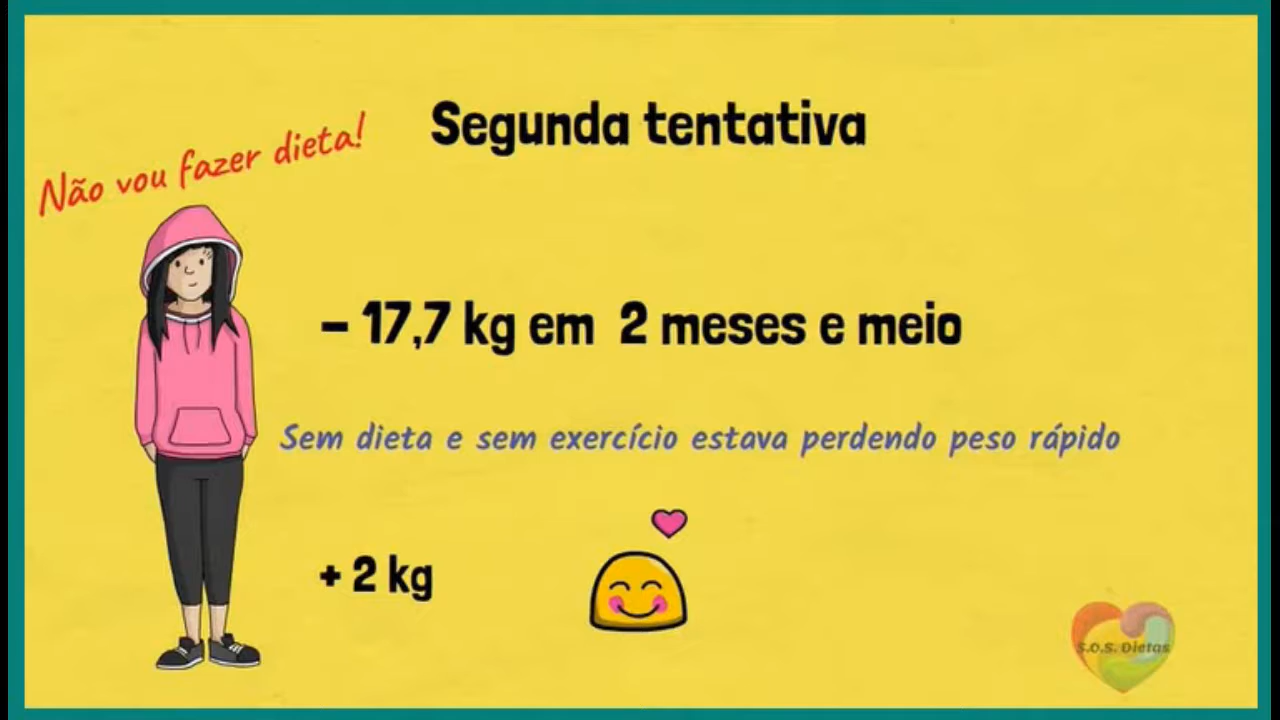 Segunda tentativa
Não vou fazer dieta!
– 17,7 kg em 2 meses e meio
Sem dieta e sem exercício estava perdendo peso rápido
+ 2 kg
S.O.S. Dietas